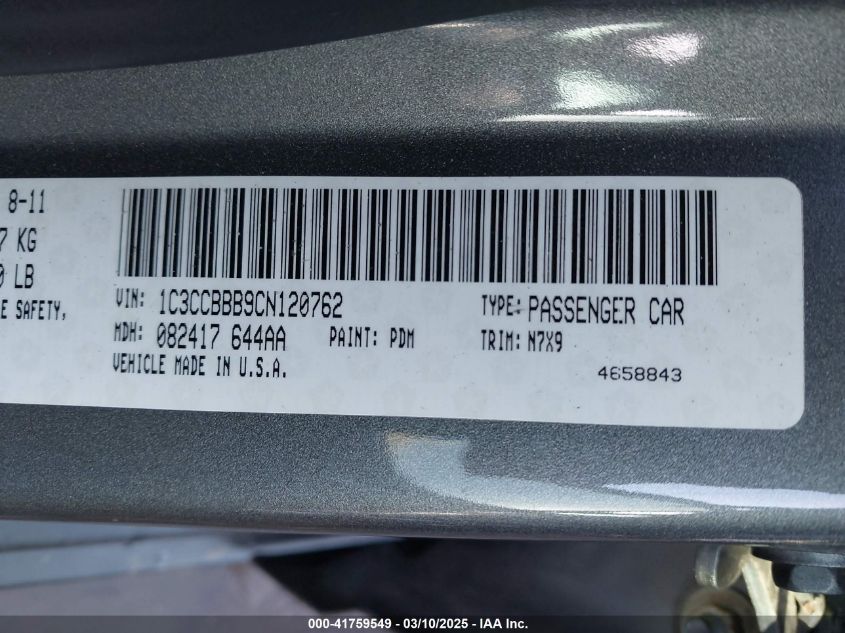 8-11
7 KG
0 LB
E SAFETY,
VIN: 1C3CCBBB9CN120762 TYPE: PASSENGER CAR
MDH: 082417 644AA PAINT: PDM TRIM: N7X9
VEHICLE MADE IN U.S.A. 4658843
000-41759549 - 03/10/2025 - IAA Inc.